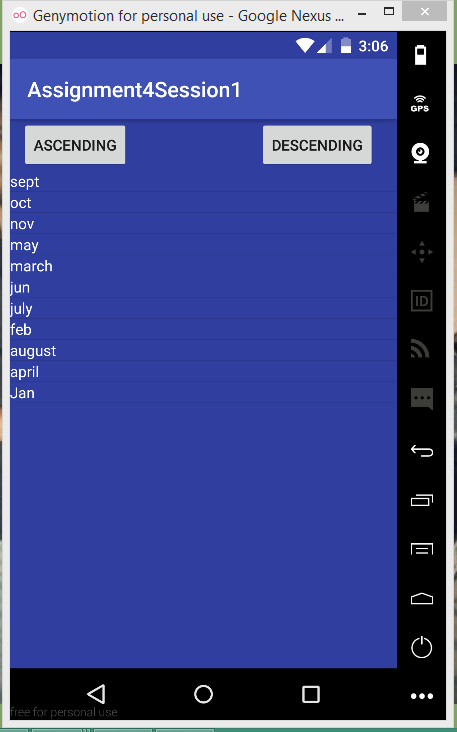 Genymotion for personal use - Google Nexus ...
3:06
Assignment4Session1
GPS
ASCENDING DESCENDING
sept
oct
nov
may
march
jun
july
feb
august
april
Jan
ID
free for personal use